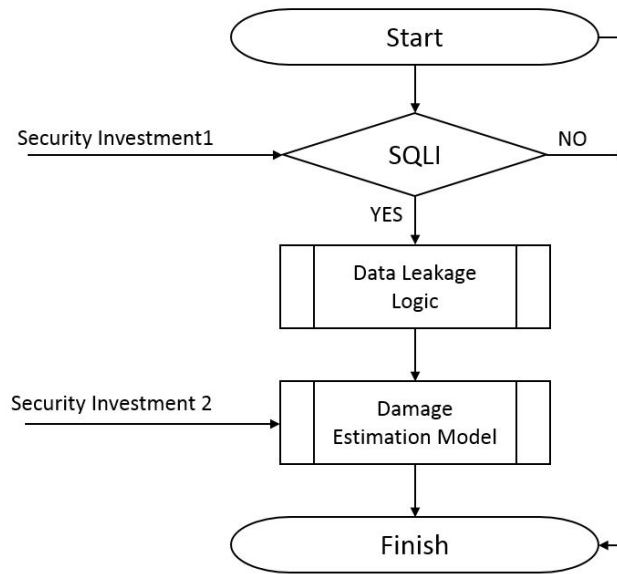 Start
Security Investment1
SQLI
NO
YES
Data Leakage
Logic
Security Investment 2
Damage
Estimation Model
Finish